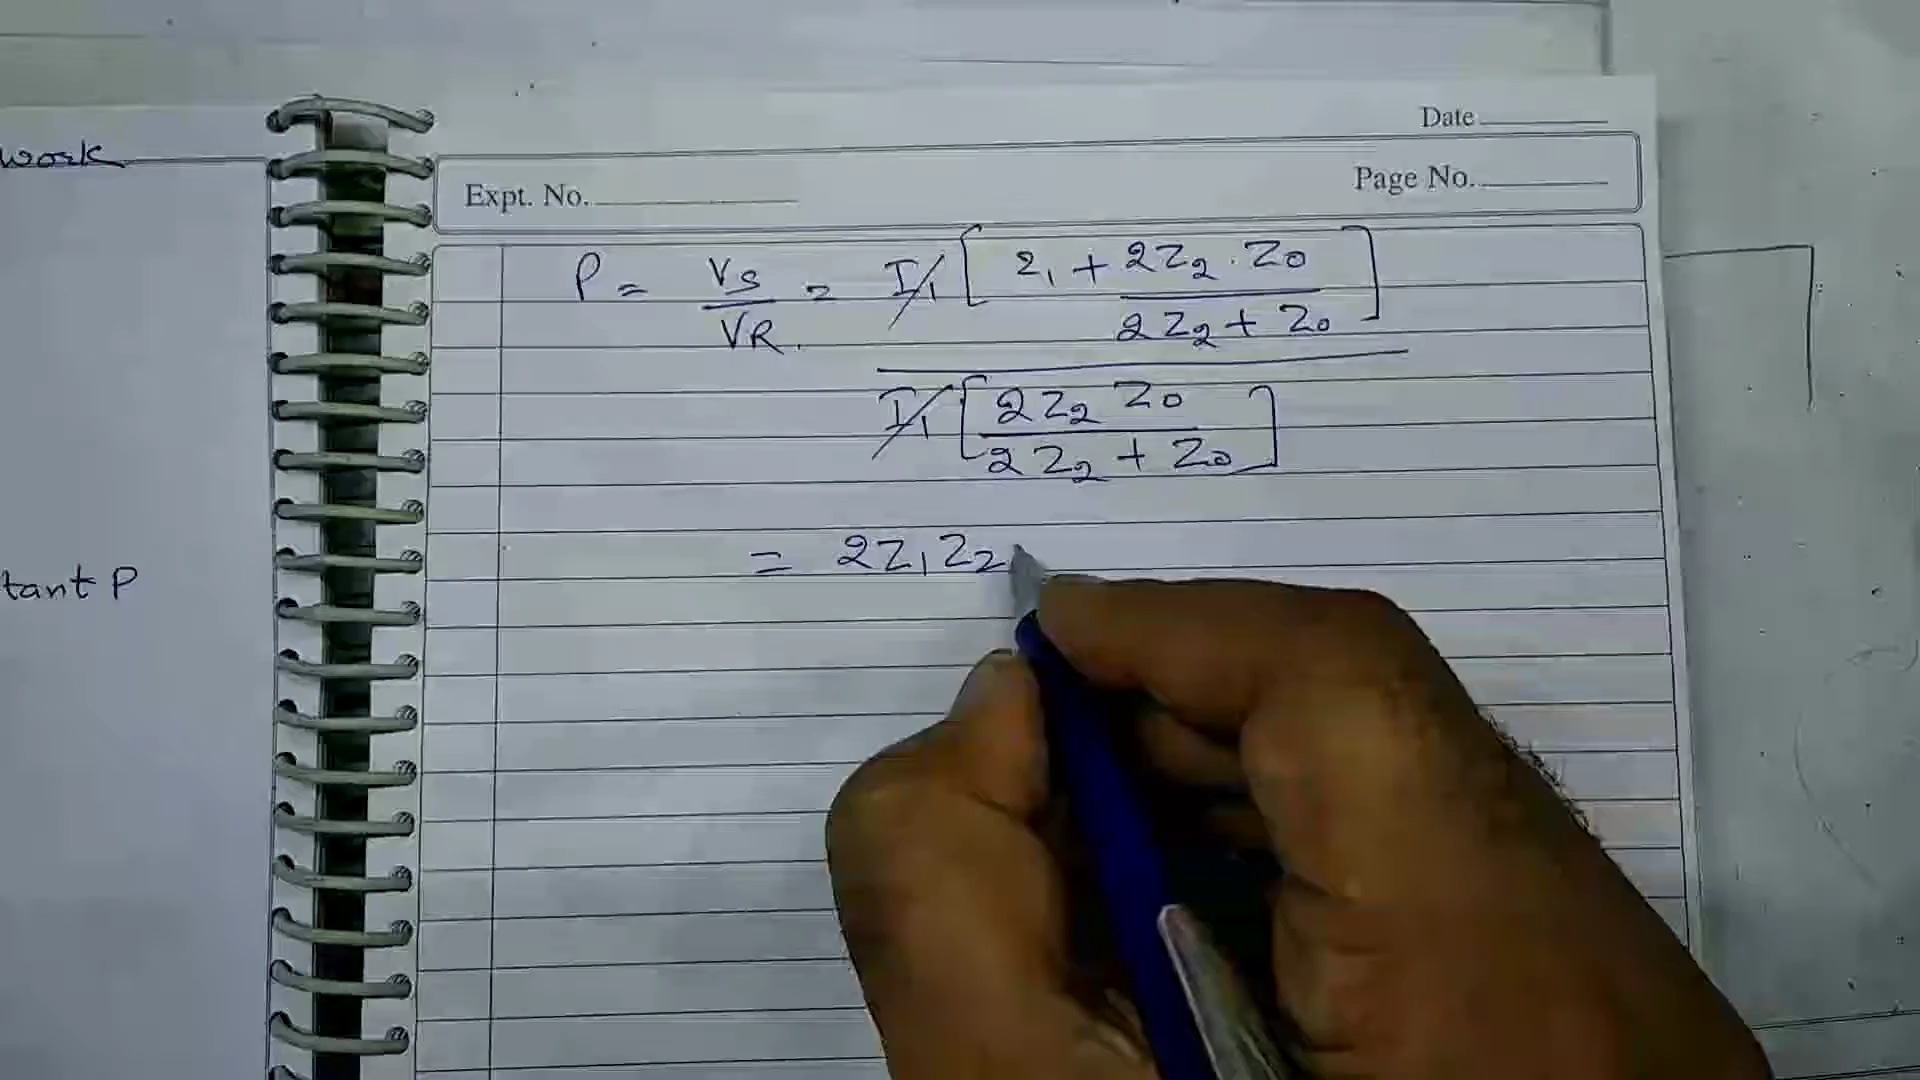 work
tant P
Date
Expt. No.
Page No.
P = VS / VR = I1 [ Z1 + 2Z2 . Z0 / 2Z2 + Z0 ] / I1 [ 2Z2 Z0 / 2Z2 + Z0 ]
= 2Z1Z2